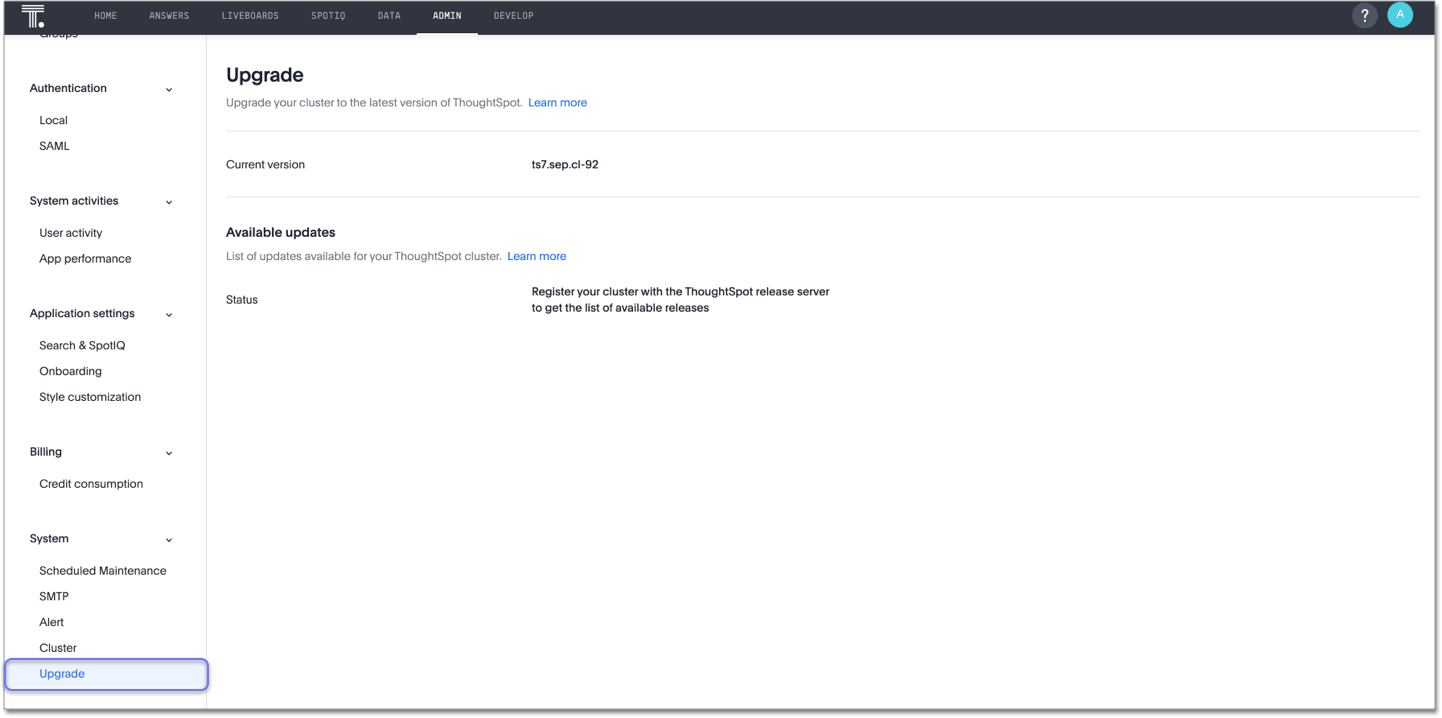 T.
HOME ANSWERS LIVEBOARDS SPOTIQ DATA ADMIN DEVELOP ? A
Groups
Authentication
Local
SAML
System activities
User activity
App performance
Application settings
Search & SpotIQ
Onboarding
Style customization
Billing
Credit consumption
System
Scheduled Maintenance
SMTP
Alert
Cluster
Upgrade
Upgrade
Upgrade your cluster to the latest version of ThoughtSpot. Learn more
Current version ts7.sep.cl-92
Available updates
List of updates available for your ThoughtSpot cluster. Learn more
Status
Register your cluster with the ThoughtSpot release server
to get the list of available releases